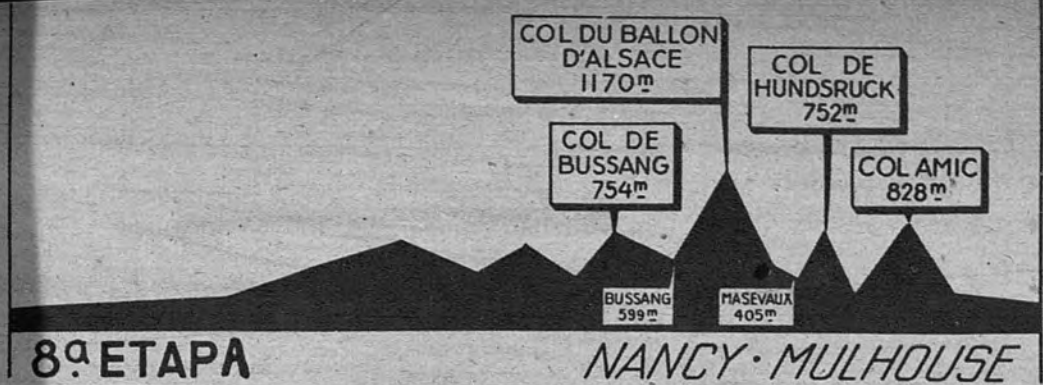 COL DU BALLON
D'ALSACE
1170m
COL DE
HUNDSRUCK
752m
COL DE
BUSSANG
754m
COL AMIC
828m
BUSSANG
599m
MASEVAUX
405m
8ª ETAPA
NANCY · MULHOUSE